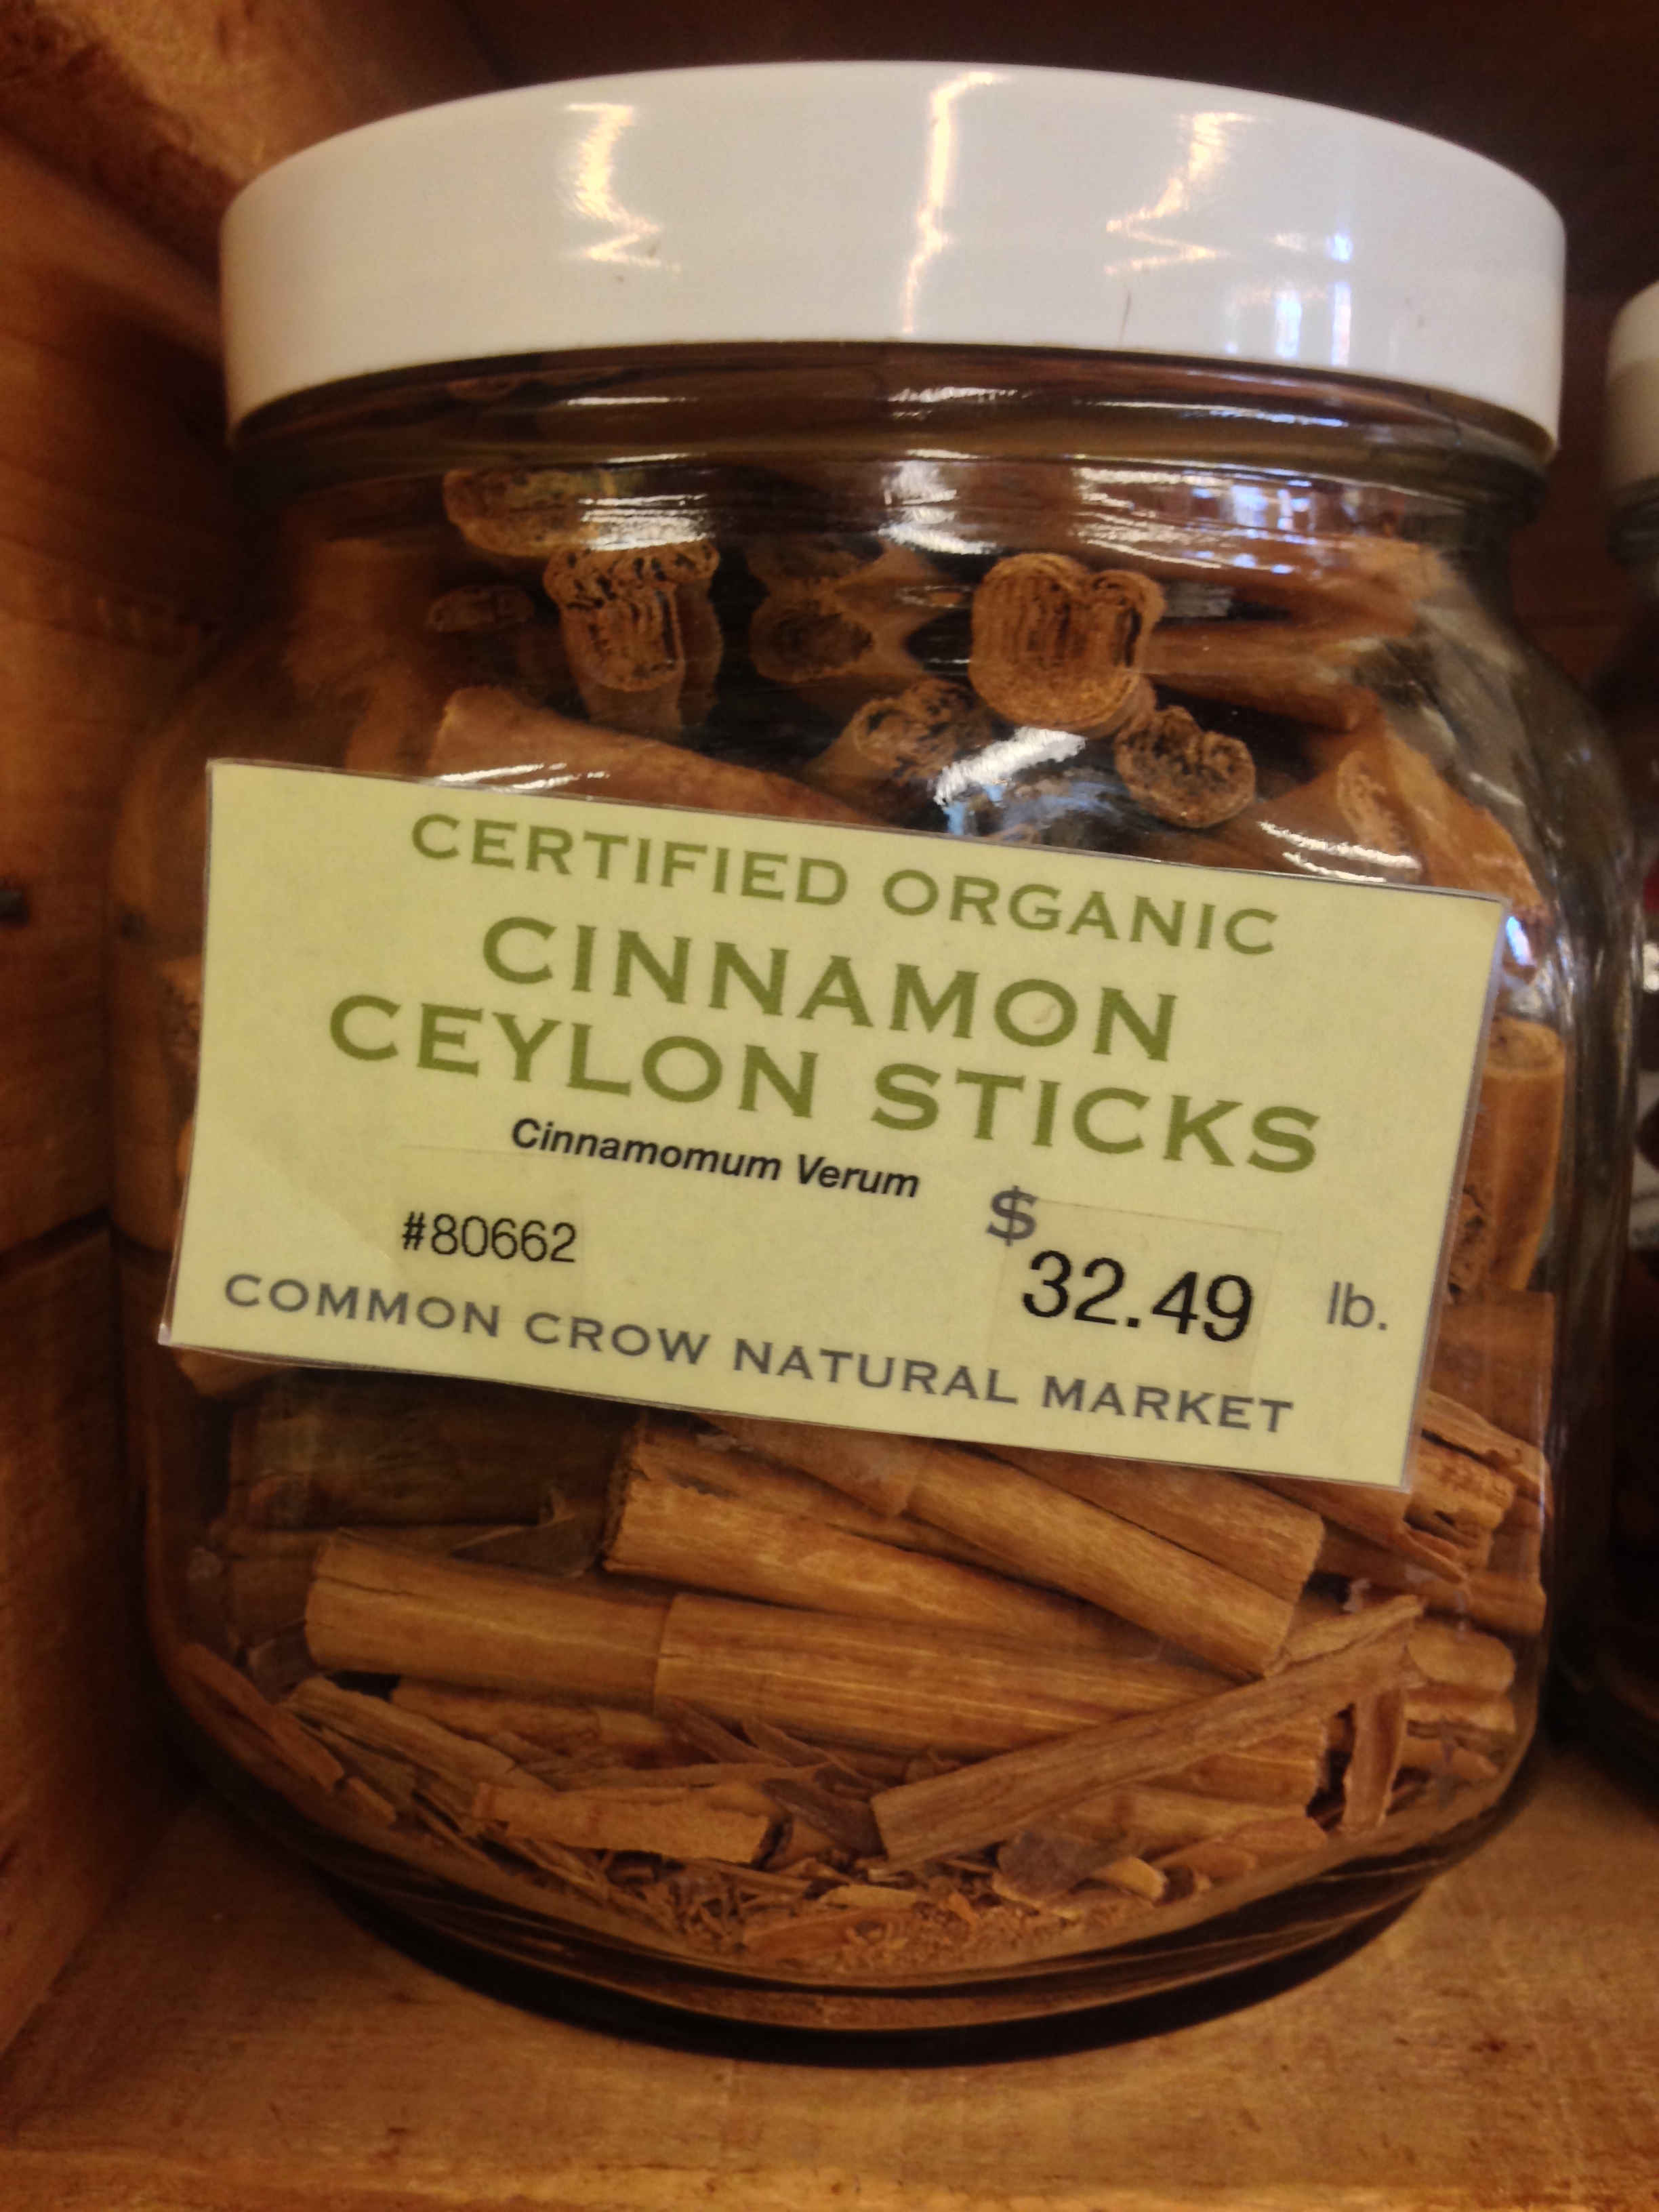 CERTIFIED ORGANIC
CINNAMON
CEYLON STICKS
Cinnamomum Verum
#80662
$ 32.49 lb.
COMMON CROW NATURAL MARKET